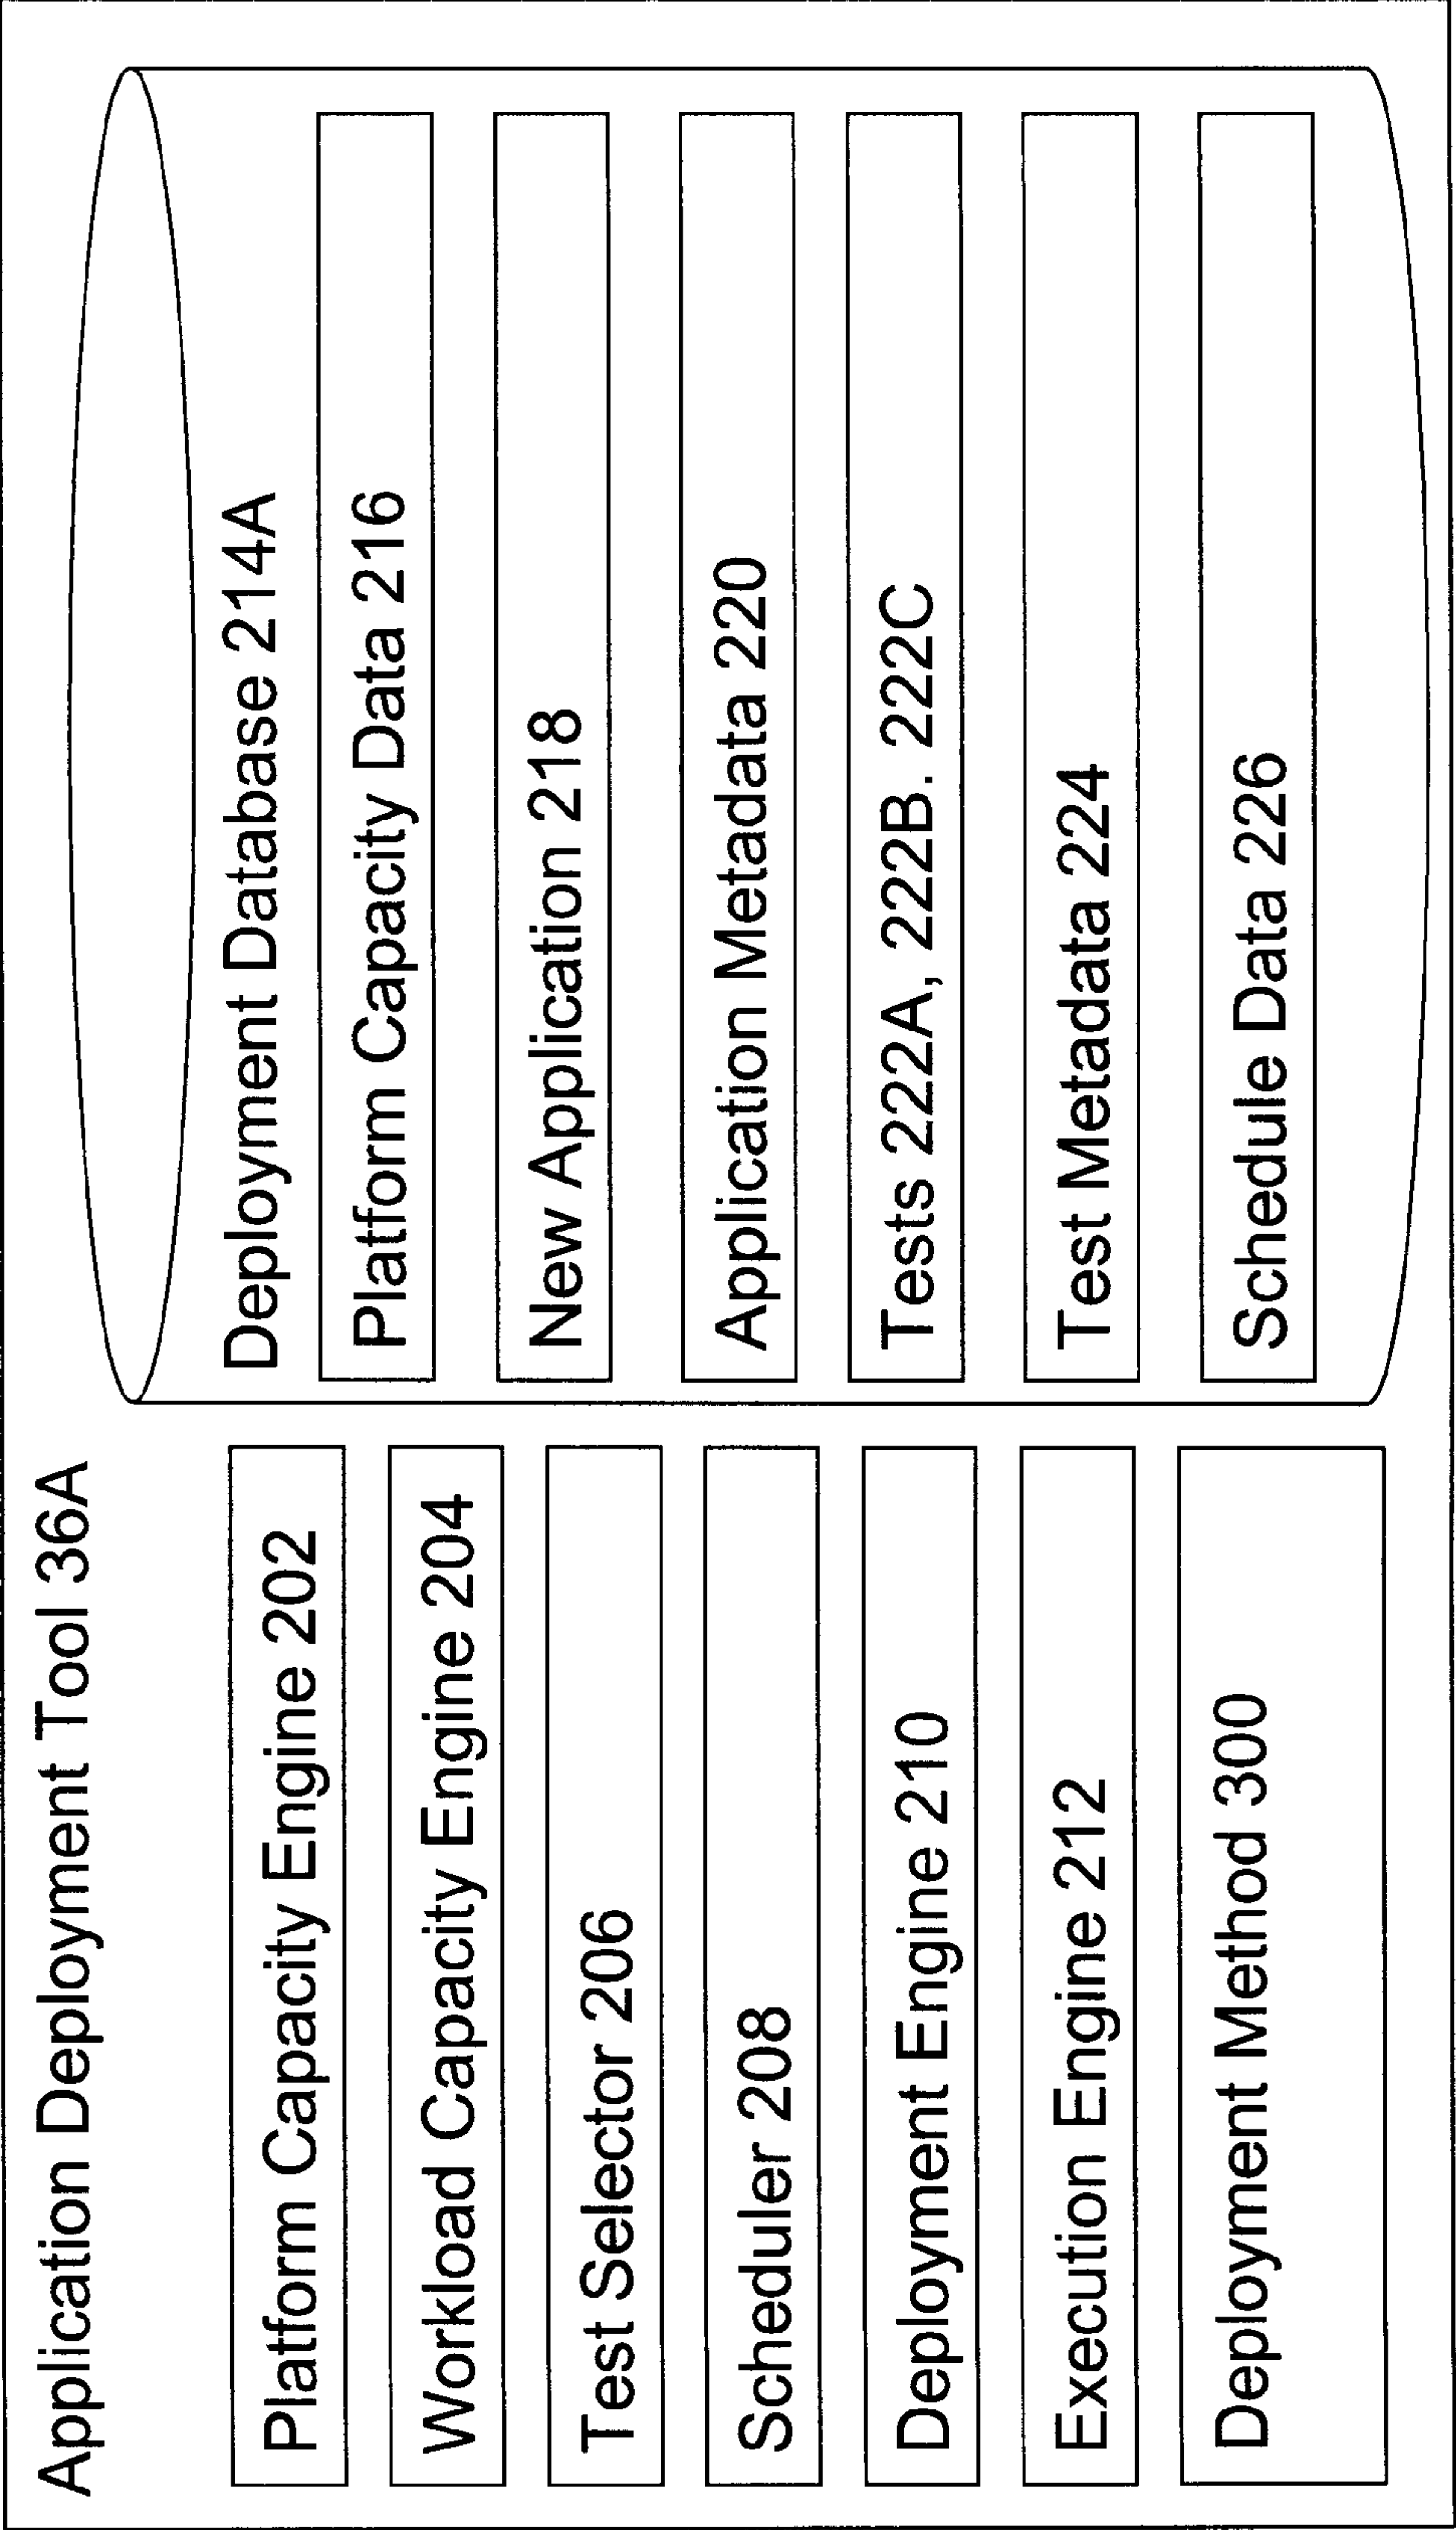 Application Deployment Tool 36A
Platform Capacity Engine 202
Workload Capacity Engine 204
Test Selector 206
Scheduler 208
Deployment Engine 210
Execution Engine 212
Deployment Method 300
Deployment Database 214A
Platform Capacity Data 216
New Application 218
Application Metadata 220
Tests 222A, 222B. 222C
Test Metadata 224
Schedule Data 226